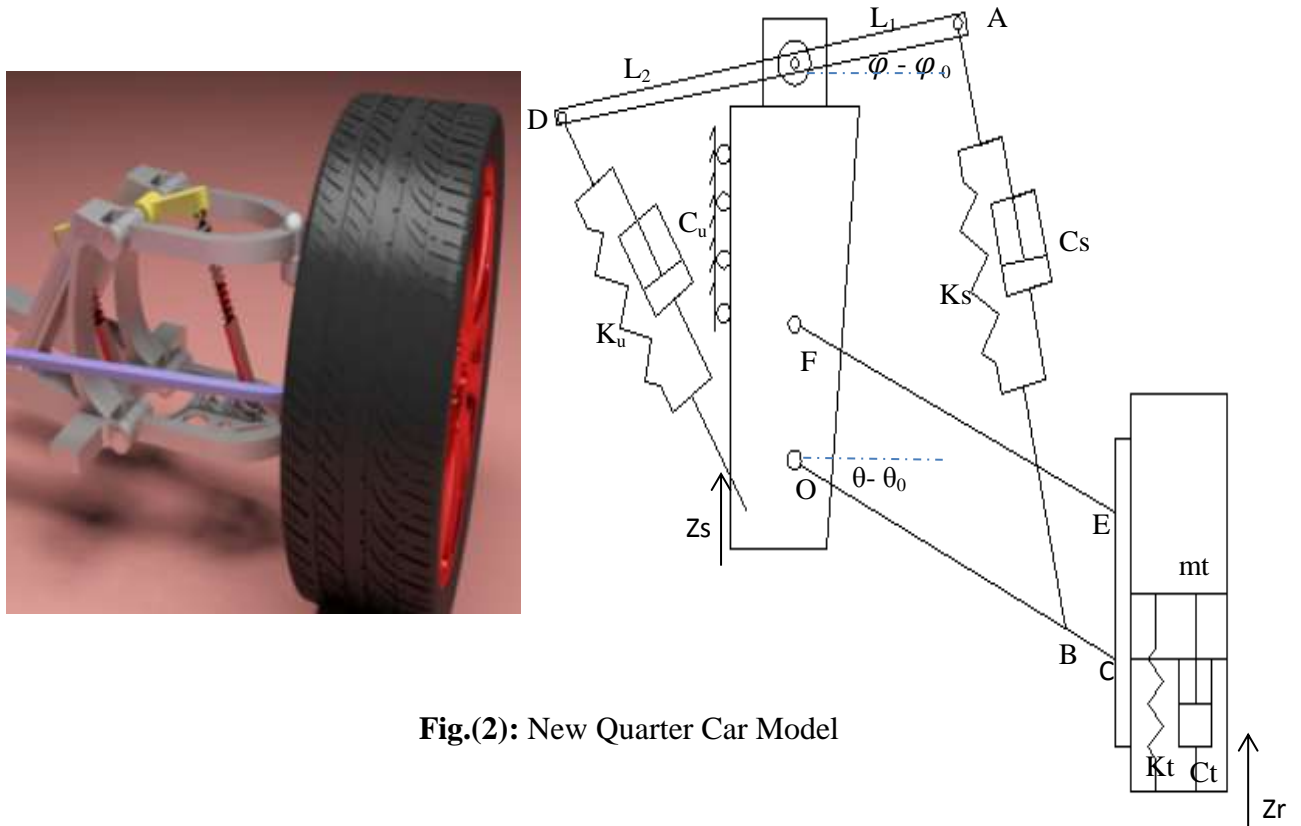 L₁
A
φ - φ₀
L₂
D
Cᵤ
Cs
Ks
Kᵤ
F
O
θ- θ₀
Zs
E
mt
B
C
Kt
Ct
Zr
Fig.(2): New Quarter Car Model